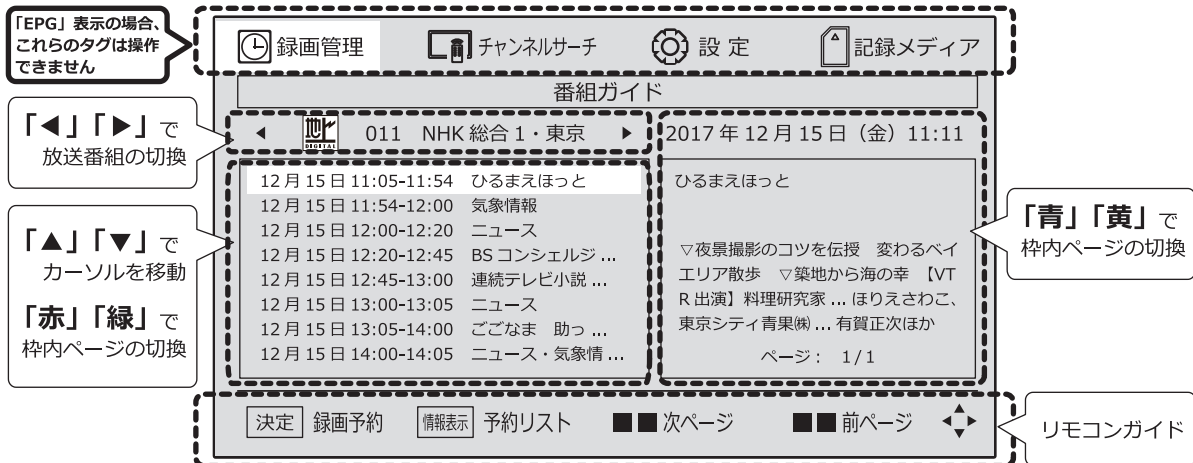 「EPG」表示の場合、
これらのタグは操作
できません
録画管理
チャンネルサーチ
設定
記録メディア
番組ガイド
「◀」「▶」で
放送番組の切換
◀ 地デジ DIGITAL 011 NHK 総合 1・東京 ▶
2017 年 12 月 15 日（金）11:11
12 月 15 日 11:05-11:54 ひるまえほっと
12 月 15 日 11:54-12:00 気象情報
12 月 15 日 12:00-12:20 ニュース
12 月 15 日 12:20-12:45 BS コンシェルジ ...
12 月 15 日 12:45-13:00 連続テレビ小説 ...
12 月 15 日 13:00-13:05 ニュース
12 月 15 日 13:05-14:00 ごごなま 助っ ...
12 月 15 日 14:00-14:05 ニュース・気象情 ...
「▲」「▼」で
カーソルを移動
「赤」「緑」で
枠内ページの切換
ひるまえほっと
▽夜景撮影のコツを伝授 変わるベイ
エリア散歩 ▽築地から海の幸 【VT
R 出演】料理研究家 ... ほりえさわこ、
東京シティ青果㈱ ... 有賀正次ほか
ページ： 1/1
「青」「黄」で
枠内ページの切換
決定 録画予約
情報表示 予約リスト
■■ 次ページ
■■ 前ページ
リモコンガイド